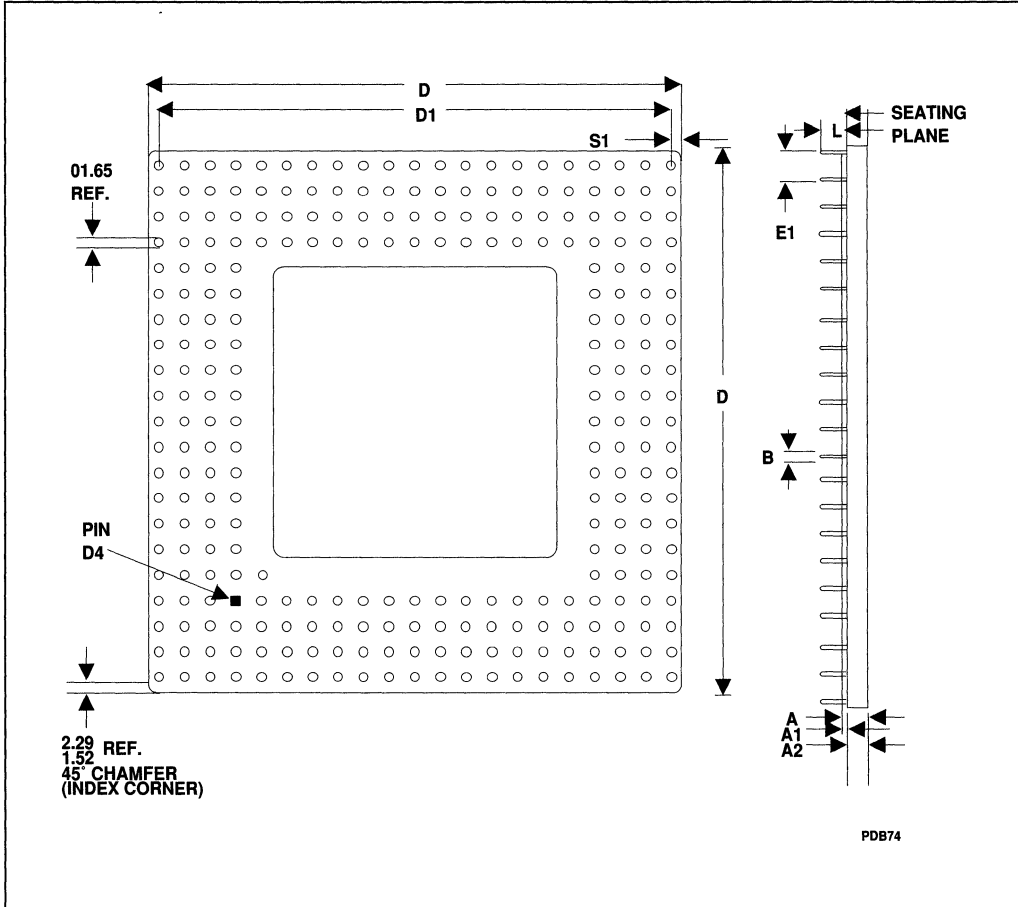 D
D1
S1
L
SEATING
PLANE
01.65
REF.
E1
D
B
PIN
D4
A
A1
A2
2.29 REF.
1.52
45° CHAMFER
(INDEX CORNER)
PDB74